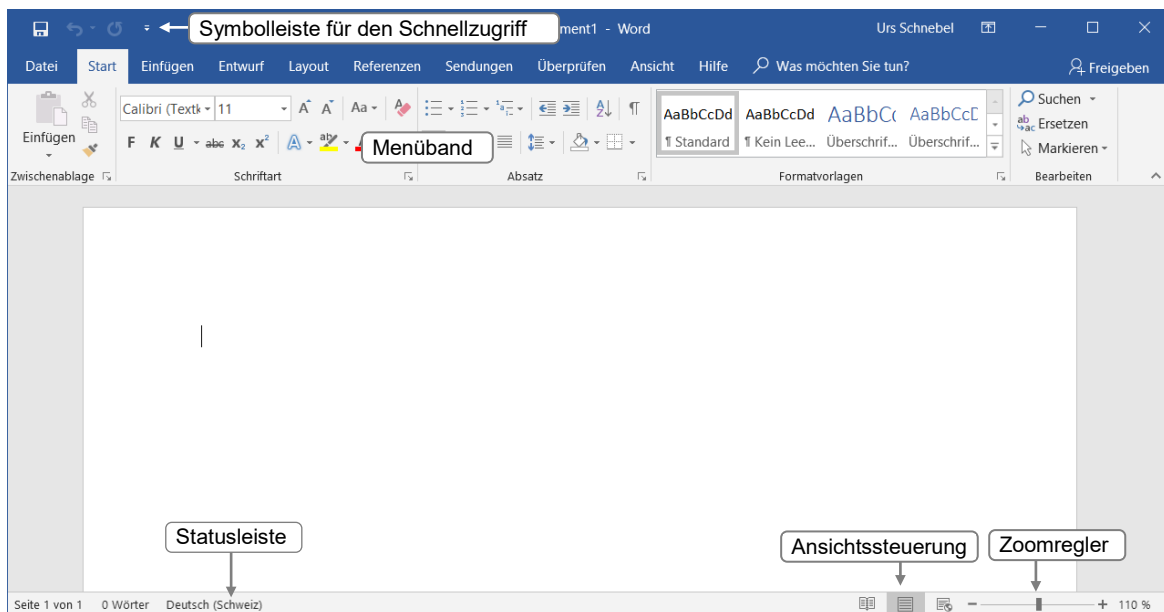 Symbolleiste für den Schnellzugriff
ment1 - Word
Urs Schnebel
Datei Start Einfügen Entwurf Layout Referenzen Sendungen Überprüfen Ansicht Hilfe Was möchten Sie tun? Freigeben
Einfügen
Calibri (Textk 11 A A Aa
F K U abc x₂ x² A ab
Menüband
AaBbCcDd AaBbCcDd AaBbC AaBbCcC
¶ Standard ¶ Kein Lee... Überschrif... Überschrif...
Suchen
Ersetzen
Markieren
Zwischenablage Schriftart Absatz Formatvorlagen Bearbeiten
Statusleiste
Ansichtssteuerung
Zoomregler
Seite 1 von 1 0 Wörter Deutsch (Schweiz) 110 %